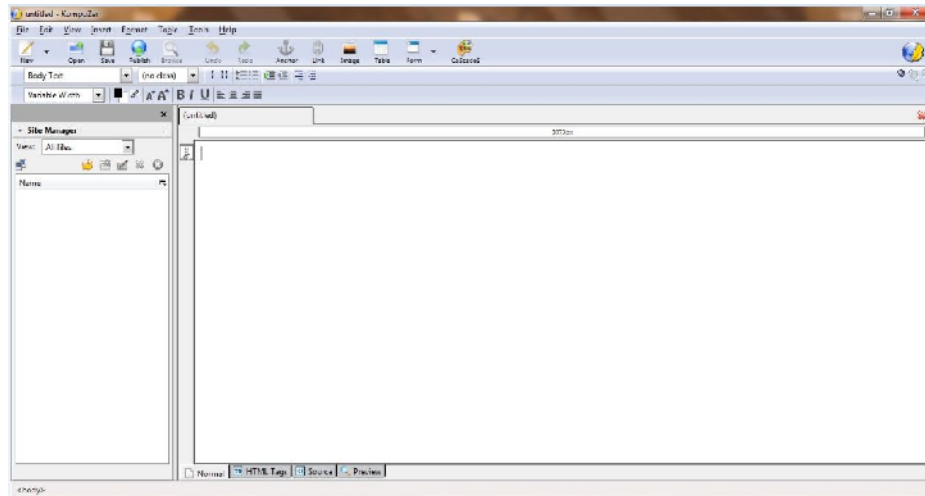 untitled - KompoZer
File Edit View Insert Format Table Tools Help
New Open Save Publish Browse Undo Redo Anchor Link Image Table Form CaScadeS
Body Text (no class)
Variable Width A A B I U
(untitled)
Site Manager
View: All files
Name
Normal HTML Tags Source Preview
<body>